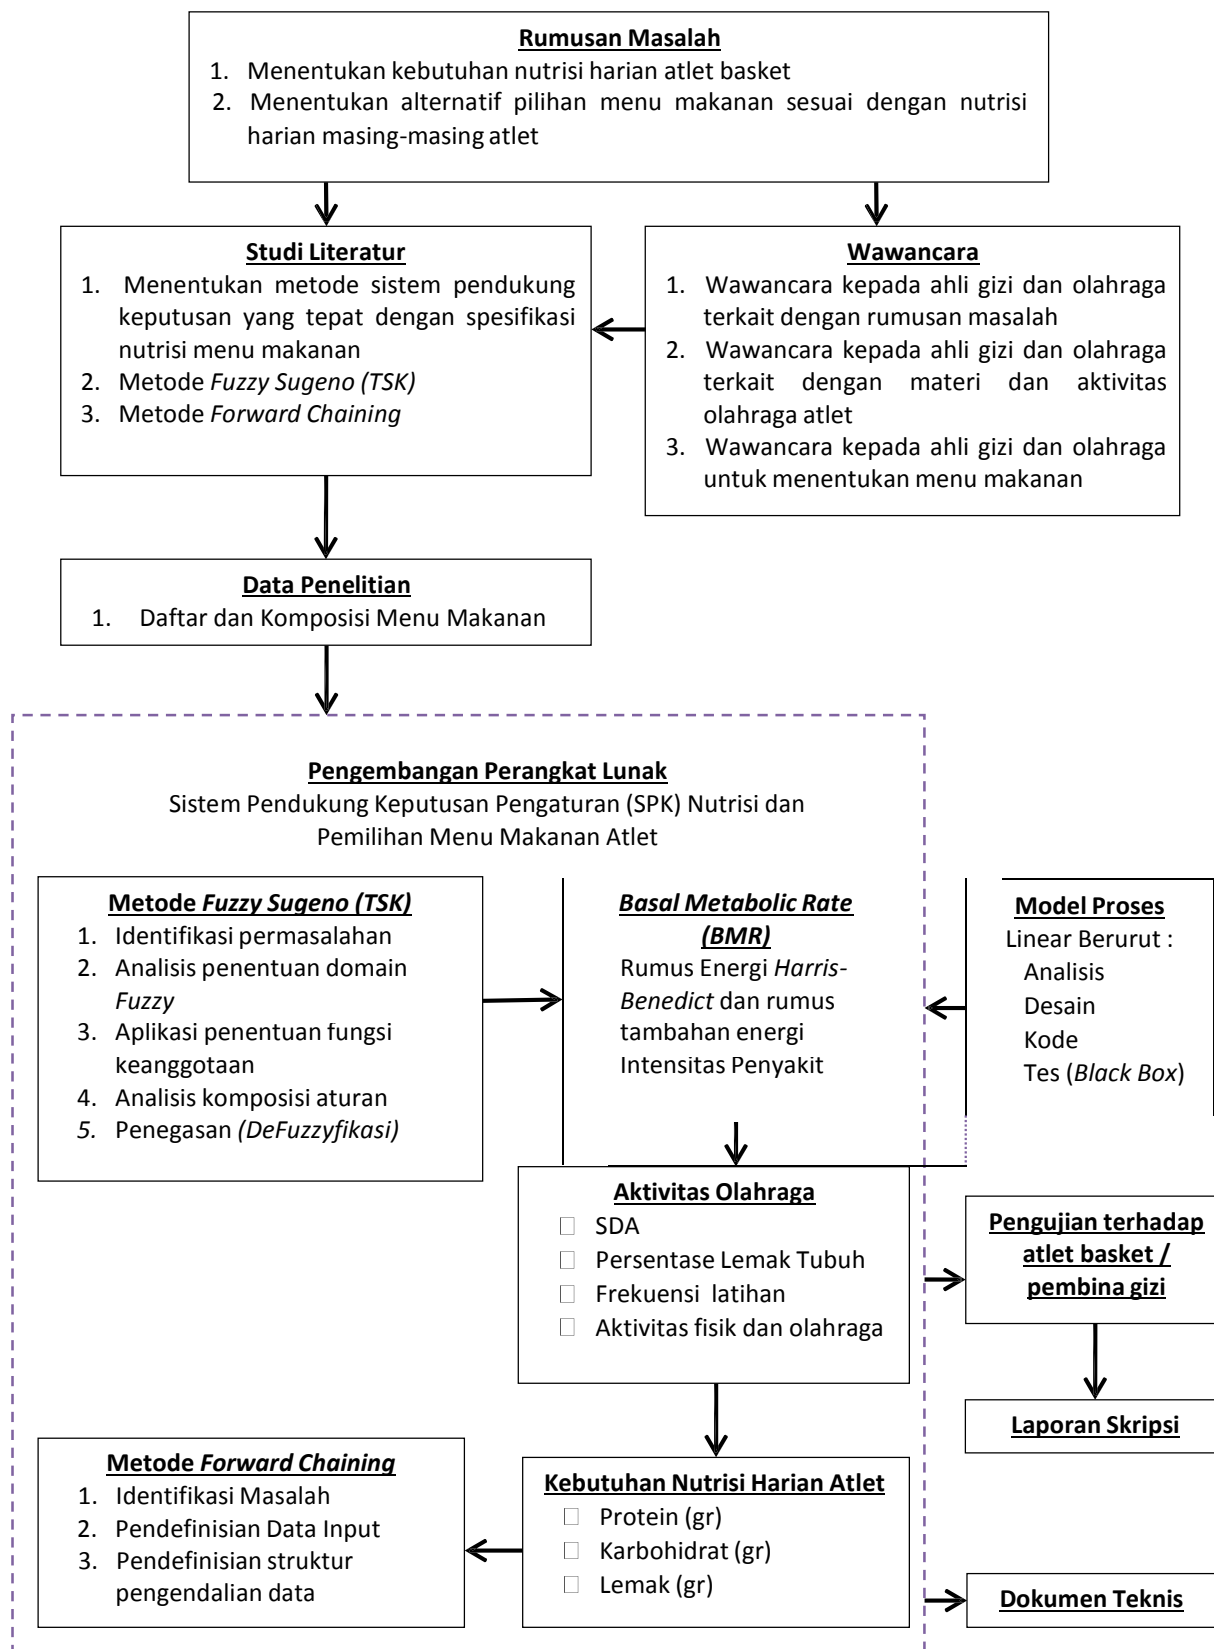 Rumusan Masalah
1. Menentukan kebutuhan nutrisi harian atlet basket
2. Menentukan alternatif pilihan menu makanan sesuai dengan nutrisi
harian masing-masing atlet
Studi Literatur
1. Menentukan metode sistem pendukung
keputusan yang tepat dengan spesifikasi
nutrisi menu makanan
2. Metode Fuzzy Sugeno (TSK)
3. Metode Forward Chaining
Wawancara
1. Wawancara kepada ahli gizi dan olahraga
terkait dengan rumusan masalah
2. Wawancara kepada ahli gizi dan olahraga
terkait dengan materi dan aktivitas
olahraga atlet
3. Wawancara kepada ahli gizi dan olahraga
untuk menentukan menu makanan
Data Penelitian
1. Daftar dan Komposisi Menu Makanan
Pengembangan Perangkat Lunak
Sistem Pendukung Keputusan Pengaturan (SPK) Nutrisi dan
Pemilihan Menu Makanan Atlet
Metode Fuzzy Sugeno (TSK)
1. Identifikasi permasalahan
2. Analisis penentuan domain
Fuzzy
3. Aplikasi penentuan fungsi
keanggotaan
4. Analisis komposisi aturan
5. Penegasan (DeFuzzyfikasi)
Basal Metabolic Rate
(BMR)
Rumus Energi Harris-
Benedict dan rumus
tambahan energi
Intensitas Penyakit
Model Proses
Linear Berurut :
Analisis
Desain
Kode
Tes (Black Box)
Aktivitas Olahraga
SDA
Persentase Lemak Tubuh
Frekuensi latihan
Aktivitas fisik dan olahraga
Pengujian terhadap
atlet basket /
pembina gizi
Laporan Skripsi
Metode Forward Chaining
1. Identifikasi Masalah
2. Pendefinisian Data Input
3. Pendefinisian struktur
pengendalian data
Kebutuhan Nutrisi Harian Atlet
Protein (gr)
Karbohidrat (gr)
Lemak (gr)
Dokumen Teknis